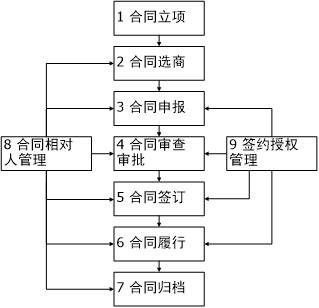 1 合同立项
2 合同选商
3 合同申报
8 合同相对
人管理
4 合同审查
审批
9 签约授权
管理
5 合同签订
6 合同履行
7 合同归档